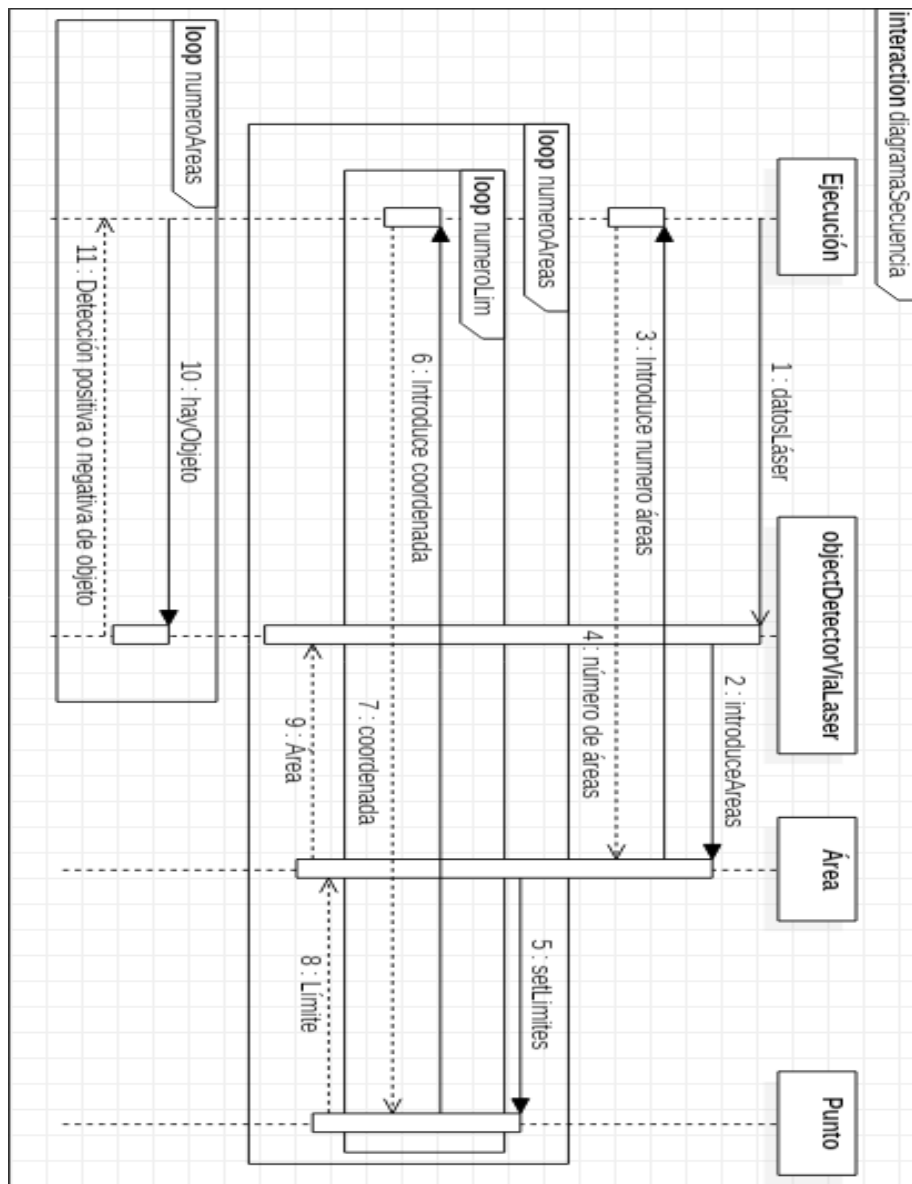 interaction diagramaSecuencia
Ejecución
objectDetectorViaLaser
Área
Punto
1 : datosLáser
2 : introduceAreas
3 : Introduce numero áreas
4 : número de áreas
loop numeroAreas
5 : setLimites
loop numeroLim
6 : Introduce coordenada
7 : coordenada
8 : Límite
9 : Área
loop numeroAreas
10 : hayObjeto
11 : Detección positiva o negativa de objeto